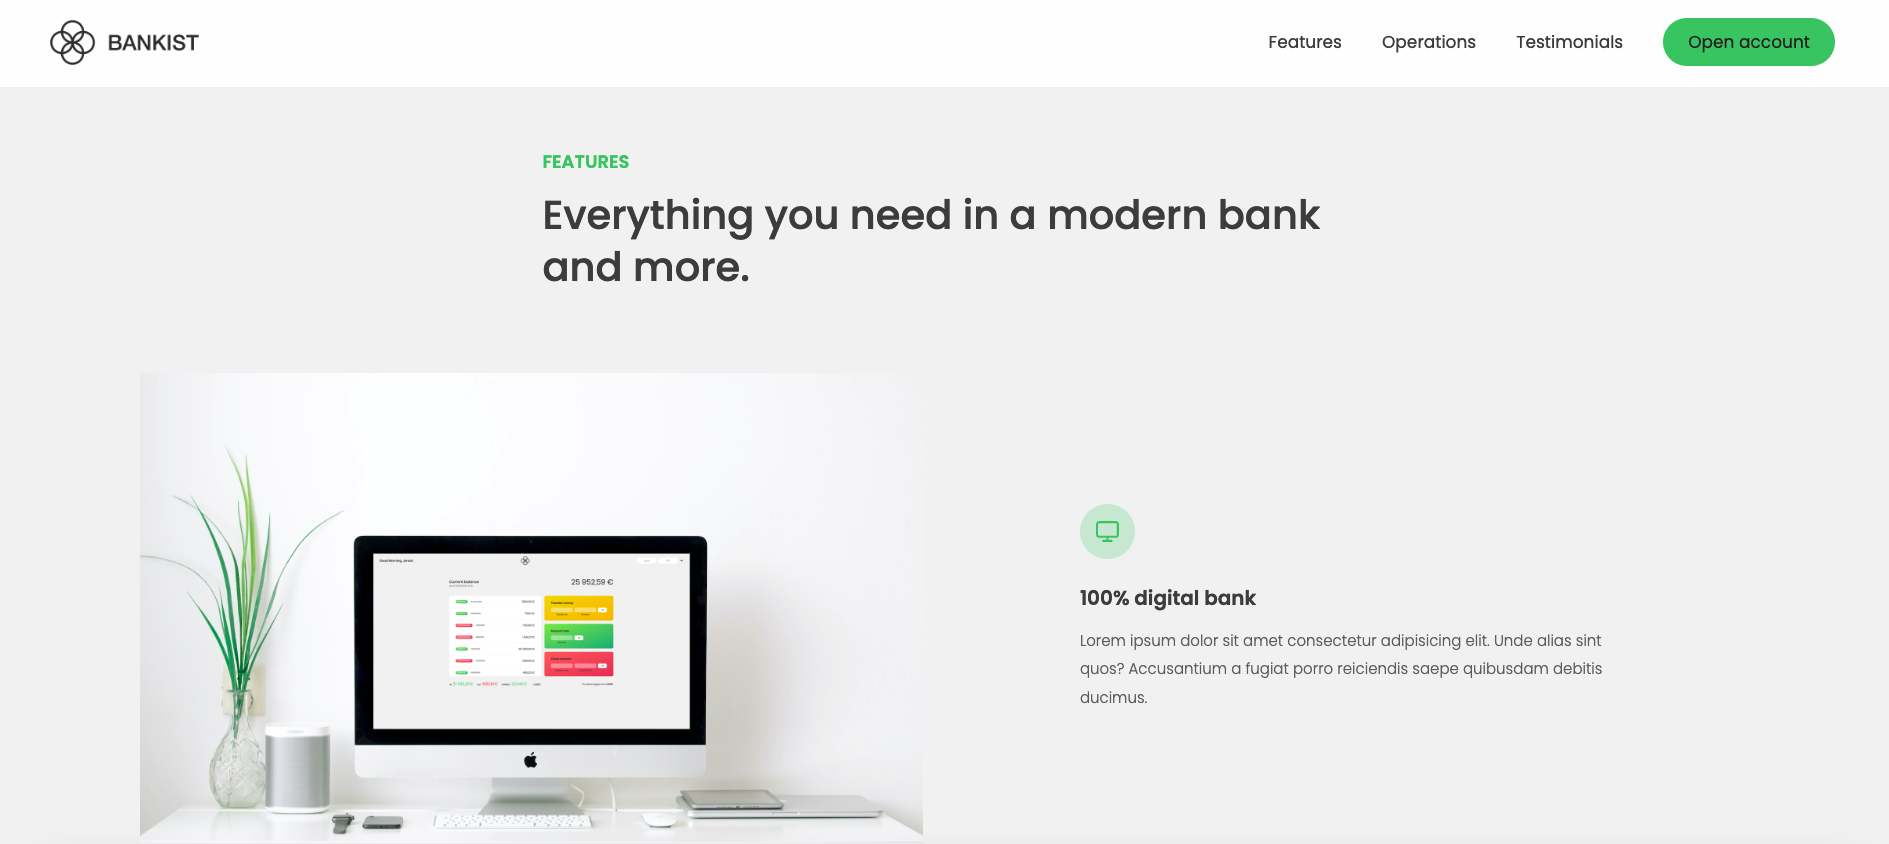 BANKIST
Features
Operations
Testimonials
Open account
FEATURES
Everything you need in a modern bank
and more.
Current balance
25 952,59 €
100% digital bank
Lorem ipsum dolor sit amet consectetur adipisicing elit. Unde alias sint
quos? Accusantium a fugiat porro reiciendis saepe quibusdam debitis
ducimus.